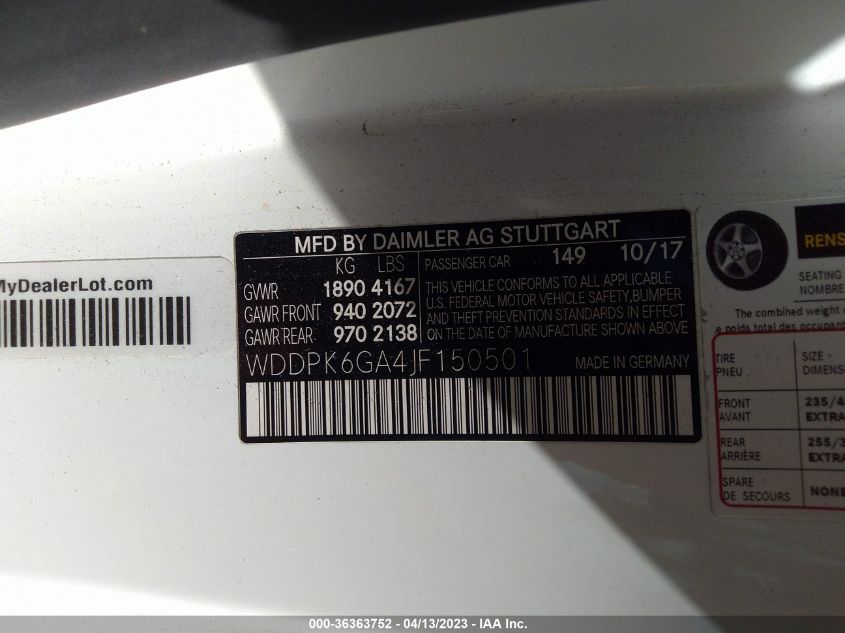 MyDealerLot.com
MFD BY DAIMLER AG STUTTGART
KG LBS
GVWR 1890 4167
GAWR FRONT 940 2072
GAWR REAR 970 2138
PASSENGER CAR 149 10/17
THIS VEHICLE CONFORMS TO ALL APPLICABLE
U.S. FEDERAL MOTOR VEHICLE SAFETY,BUMPER
AND THEFT PREVENTION STANDARDS IN EFFECT
ON THE DATE OF MANUFACTURE SHOWN ABOVE
WDDPK6GA4JF150501 MADE IN GERMANY
RENS
SEATING
NOMBRE
The combined weight
e poids total des occupant
TIRE SIZE -
PNEU DIMENSI
FRONT 235/4
AVANT EXTRA
REAR 255/3
ARRIÈRE EXTRA
SPARE
DE SECOURS NONE
000-36363752 - 04/13/2023 - IAA Inc.